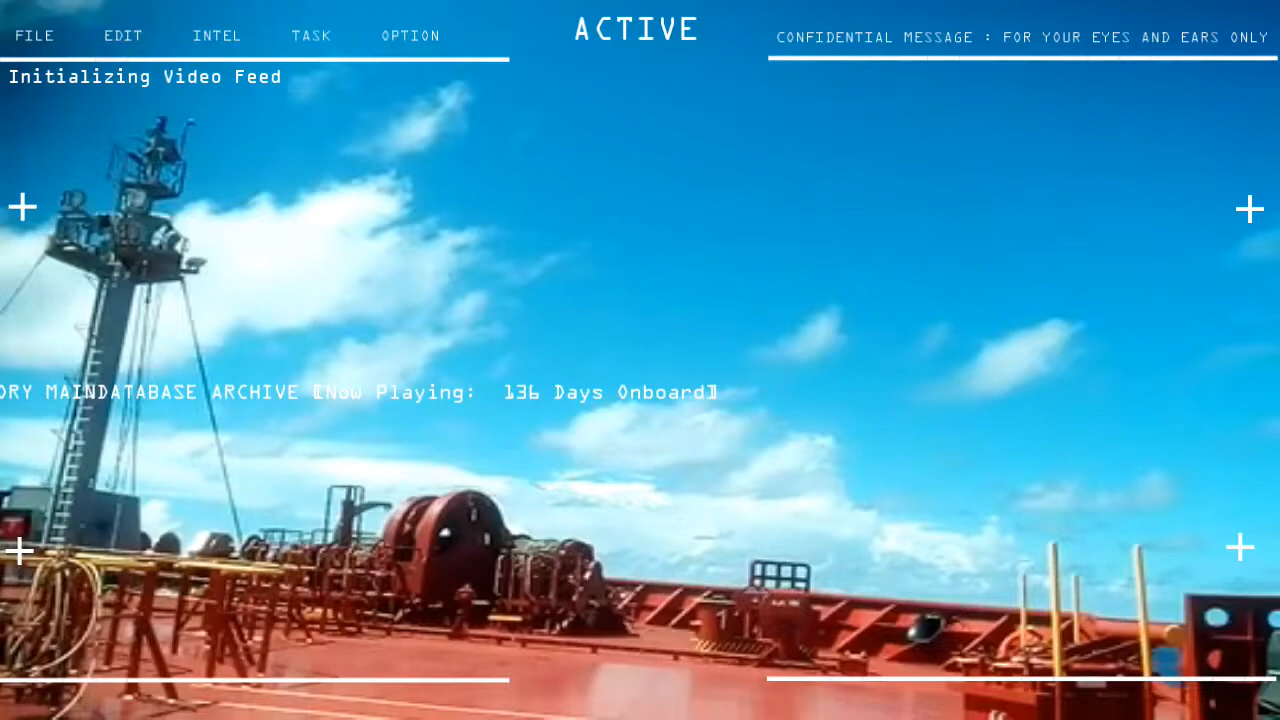 FILE EDIT INTEL TASK OPTION
ACTIVE
CONFIDENTIAL MESSAGE : FOR YOUR EYES AND EARS ONLY
Initializing Video Feed
ORY MAINDATABASE ARCHIVE [Now Playing: 136 Days Onboard]